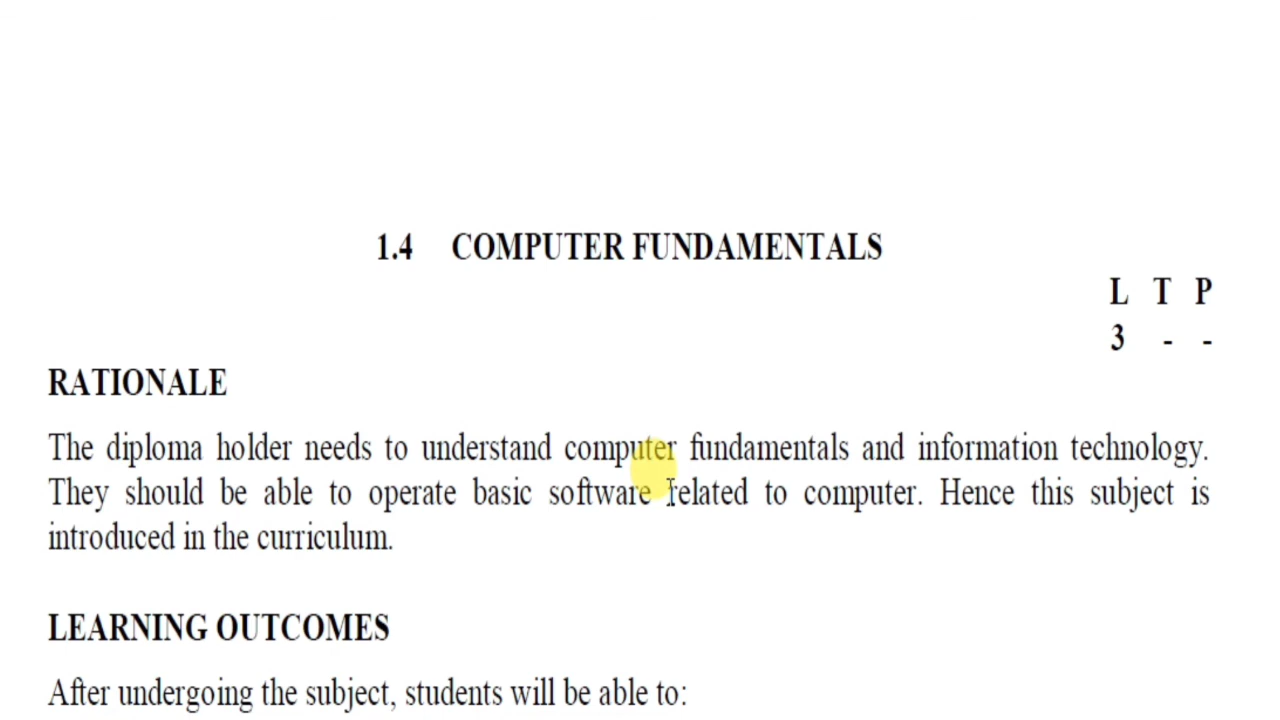 1.4 COMPUTER FUNDAMENTALS
L T P
3 - -
RATIONALE
The diploma holder needs to understand computer fundamentals and information technology.
They should be able to operate basic software related to computer. Hence this subject is
introduced in the curriculum.
LEARNING OUTCOMES
After undergoing the subject, students will be able to: